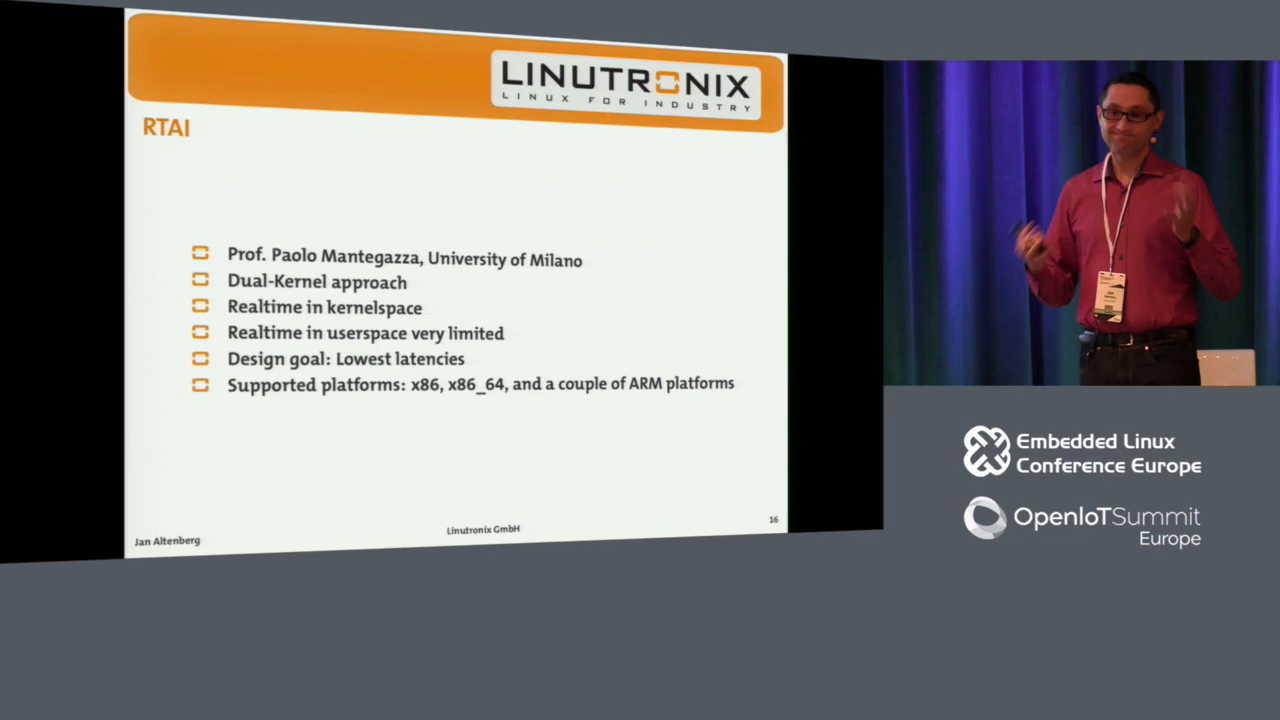 LINUTRONIX
LINUX FOR INDUSTRY
RTAI
Prof. Paolo Mantegazza, University of Milano
Dual-Kernel approach
Realtime in kernelspace
Realtime in userspace very limited
Design goal: Lowest latencies
Supported platforms: x86, x86_64, and a couple of ARM platforms
Jan Altenberg
Linutronix GmbH
16
Embedded Linux
Conference Europe
OpenIoTSummit
Europe